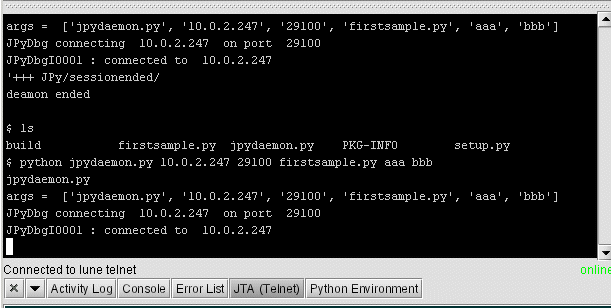 args =  ['jpydaemon.py', '10.0.2.247', '29100', 'firstsample.py', 'aaa', 'bbb']
JPyDbg connecting  10.0.2.247  on port  29100
JPyDbgI0001 : connected to  10.0.2.247
'+++ JPy/sessionended/
deamon ended
$ ls
build           firstsample.py  jpydaemon.py    PKG-INFO        setup.py
$ python jpydaemon.py 10.0.2.247 29100 firstsample.py aaa bbb
jpydaemon.py
args =  ['jpydaemon.py', '10.0.2.247', '29100', 'firstsample.py', 'aaa', 'bbb']
JPyDbg connecting  10.0.2.247  on port  29100
JPyDbgI0001 : connected to  10.0.2.247
Connected to lune telnet online
Activity Log Console Error List JTA (Telnet) Python Environment